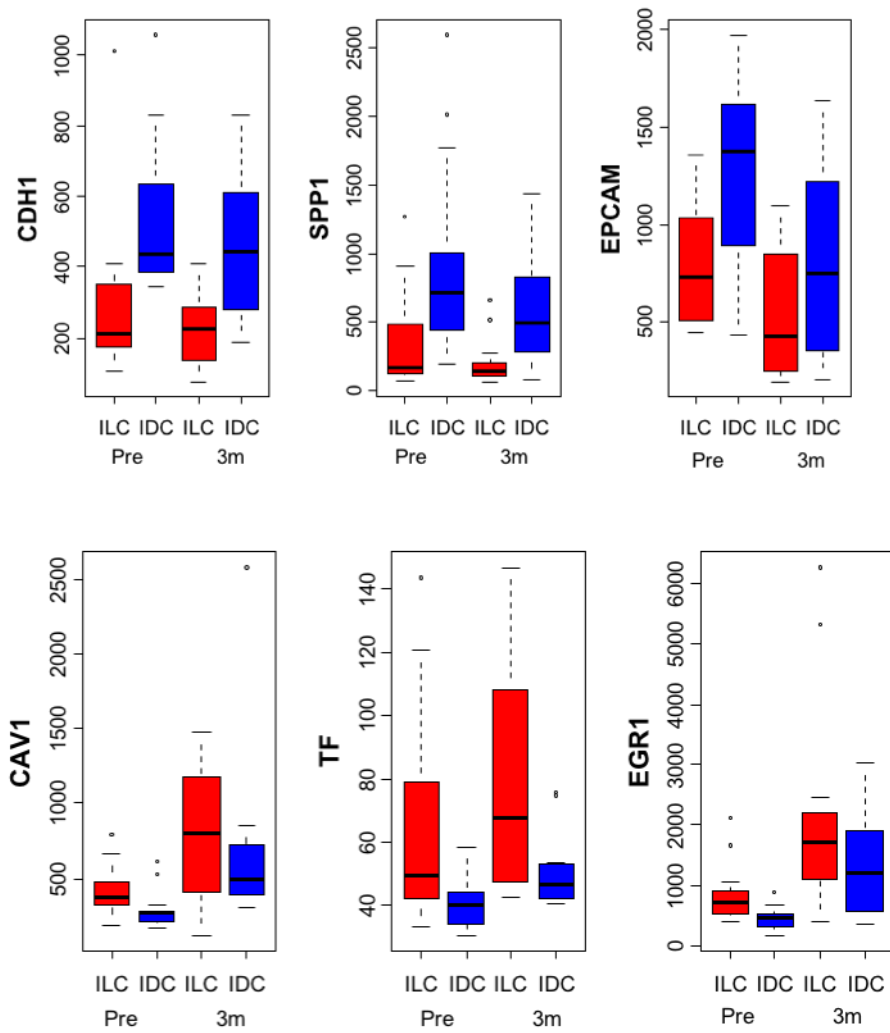 CDH1
1000
800
600
400
200
ILC IDC ILC IDC
Pre 3m
SPP1
2500
2000
1500
1000
500
0
ILC IDC ILC IDC
Pre 3m
EPCAM
2000
1500
1000
500
ILC IDC ILC IDC
Pre 3m
CAV1
2500
2000
1500
1000
500
ILC IDC ILC IDC
Pre 3m
TF
140
120
100
80
60
40
ILC IDC ILC IDC
Pre 3m
EGR1
6000
5000
4000
3000
2000
1000
0
ILC IDC ILC IDC
Pre 3m